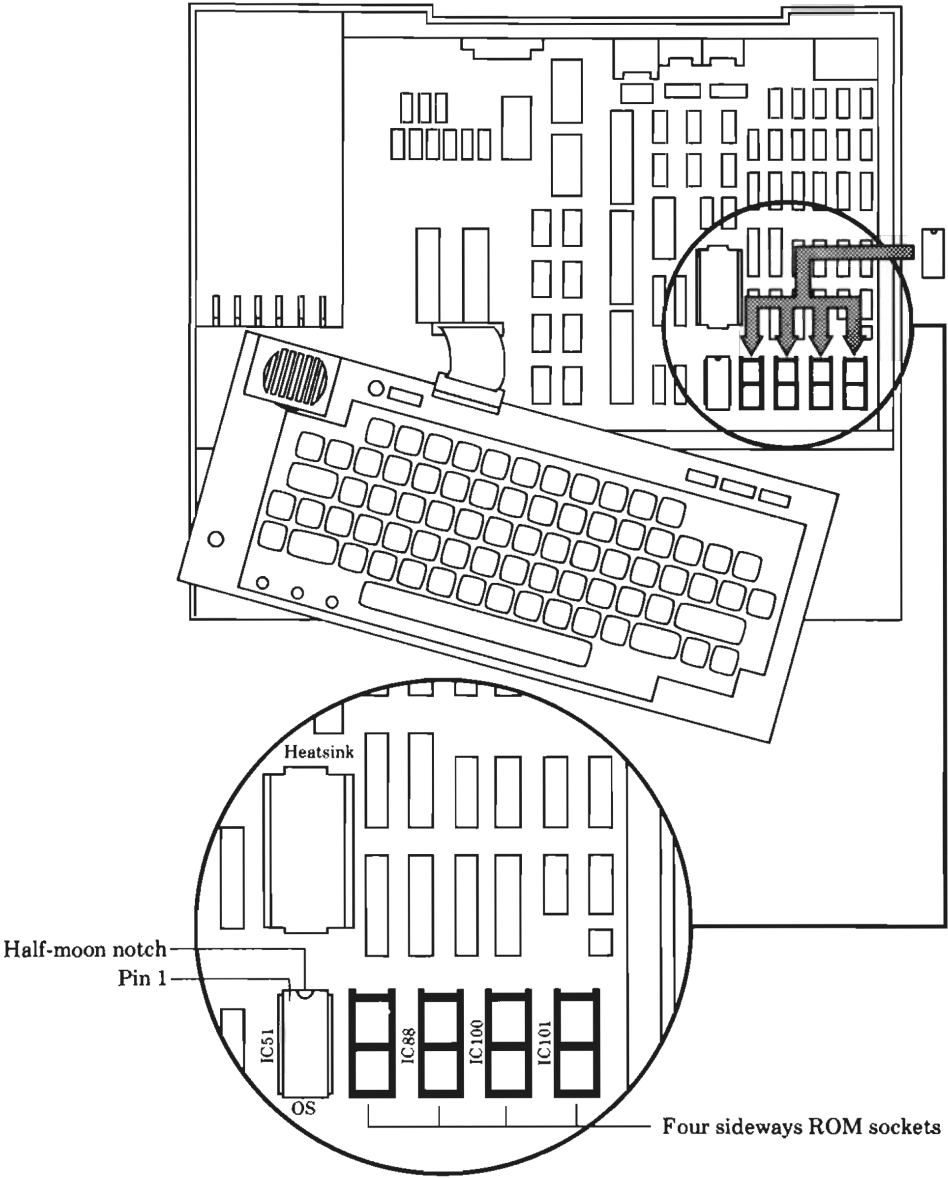 Heatsink
Half-moon notch
Pin 1
IC51
IC88
IC100
IC101
OS
Four sideways ROM sockets